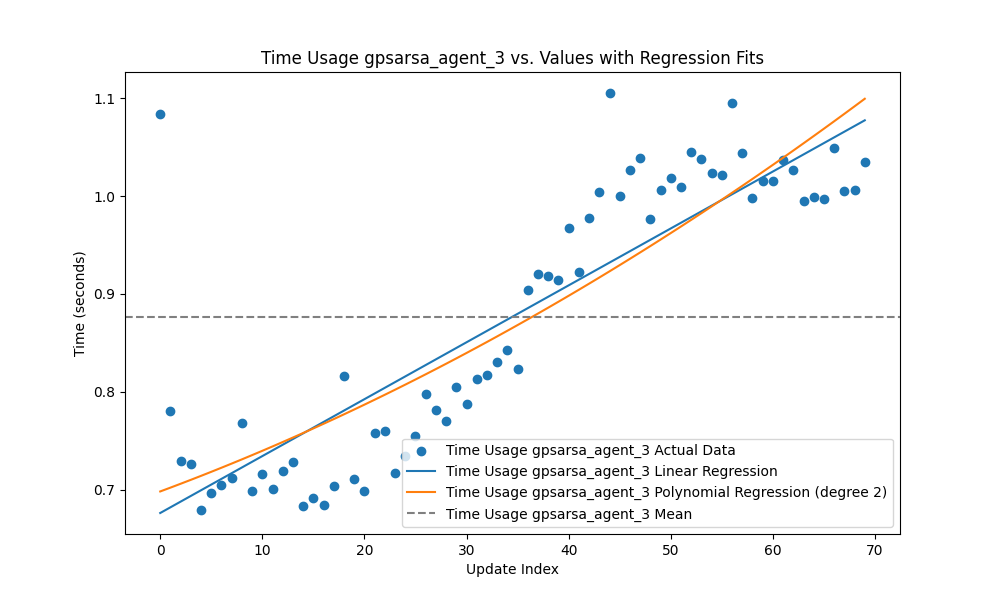 Time Usage gpsarsa_agent_3 vs. Values with Regression Fits
1.1
1.0
0.9
0.8
0.7
Time (seconds)
Time Usage gpsarsa_agent_3 Actual Data
Time Usage gpsarsa_agent_3 Linear Regression
Time Usage gpsarsa_agent_3 Polynomial Regression (degree 2)
Time Usage gpsarsa_agent_3 Mean
0 10 20 30 40 50 60 70
Update Index